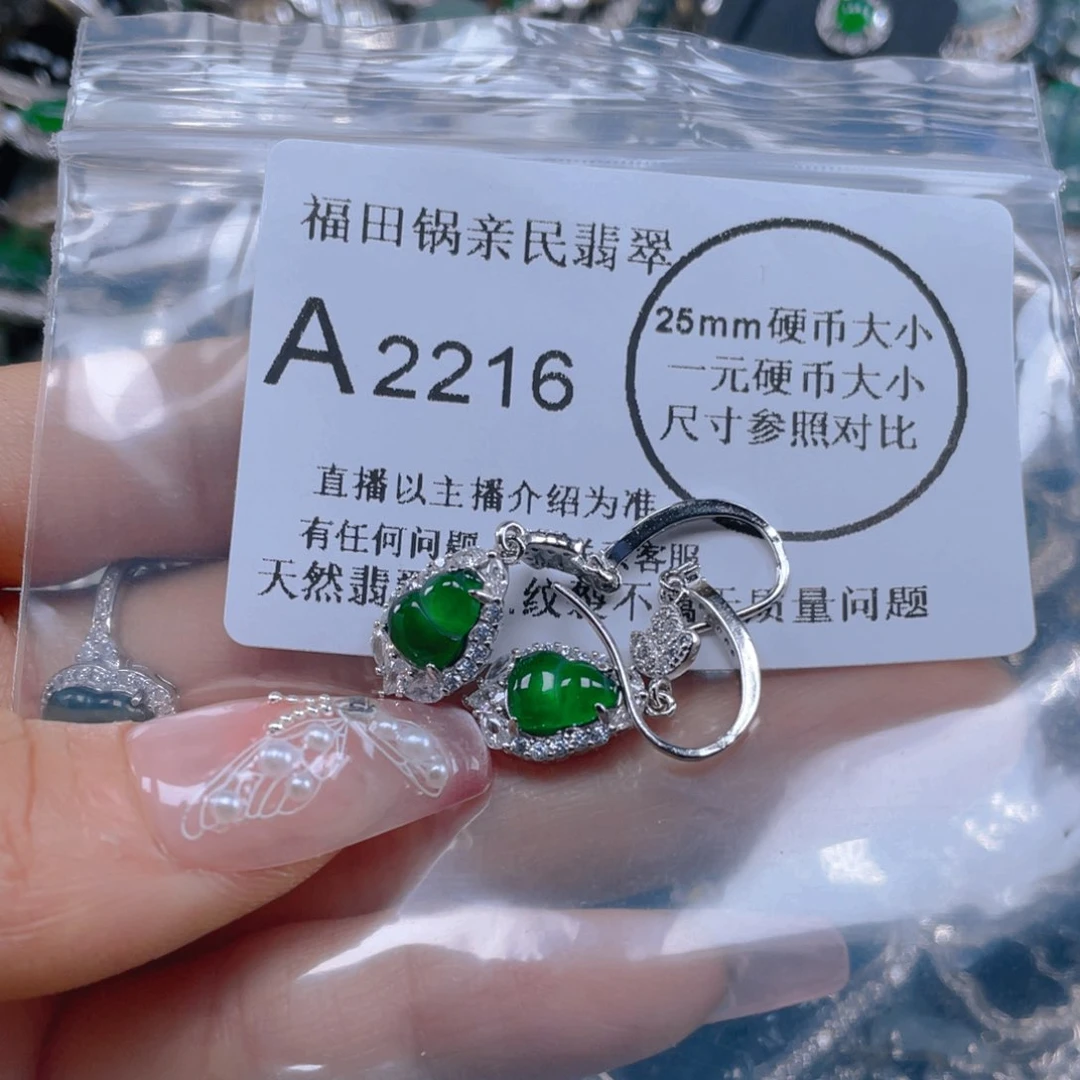 福田锅亲民翡翠
A2216
25mm硬币大小
一元硬币大小
尺寸参照对比
直播以主播介绍为准
有任何问题 客服
天然翡 纹 不 质量问题